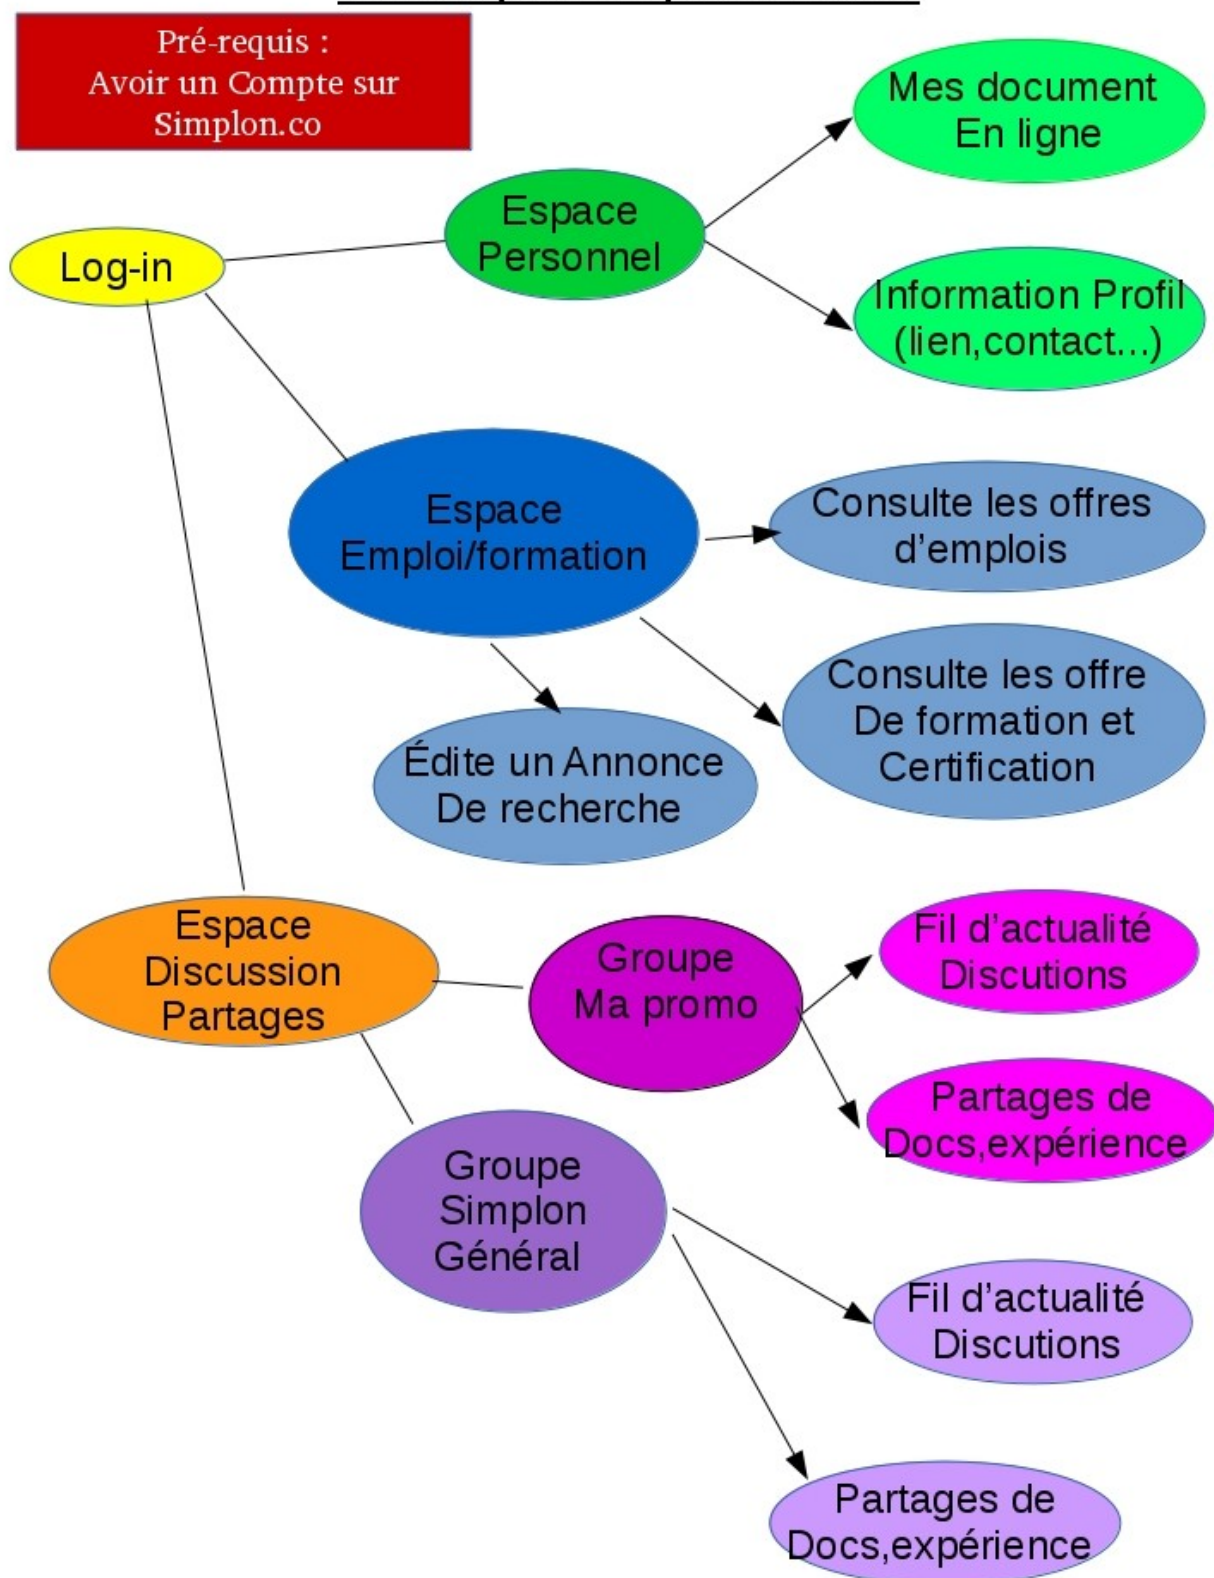 Pré-requis :
Avoir un Compte sur
Simplon.co
Mes document
En ligne
Espace
Personnel
Log-in
Information Profil
(lien,contact...)
Espace
Emploi/formation
Consulte les offres
d’emplois
Consulte les offre
De formation et
Certification
Édite un Annonce
De recherche
Espace
Discussion
Partages
Groupe
Ma promo
Fil d’actualité
Discutions
Partages de
Docs,expérience
Groupe
Simplon
Général
Fil d’actualité
Discutions
Partages de
Docs,expérience